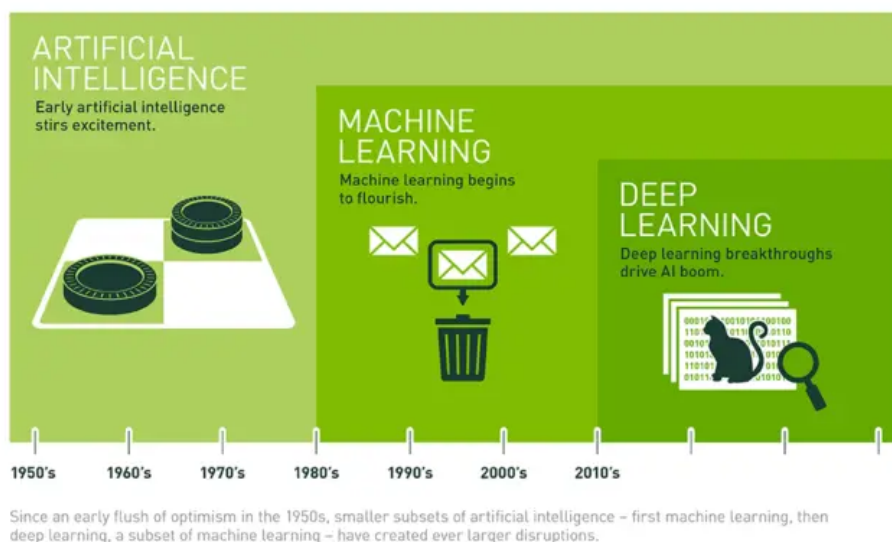 ARTIFICIAL
INTELLIGENCE
Early artificial intelligence
stirs excitement.
MACHINE
LEARNING
Machine learning begins
to flourish.
DEEP
LEARNING
Deep learning breakthroughs
drive AI boom.
1950's 1960's 1970's 1980's 1990's 2000's 2010's
Since an early flush of optimism in the 1950s, smaller subsets of artificial intelligence – first machine learning, then
deep learning, a subset of machine learning – have created ever larger disruptions.